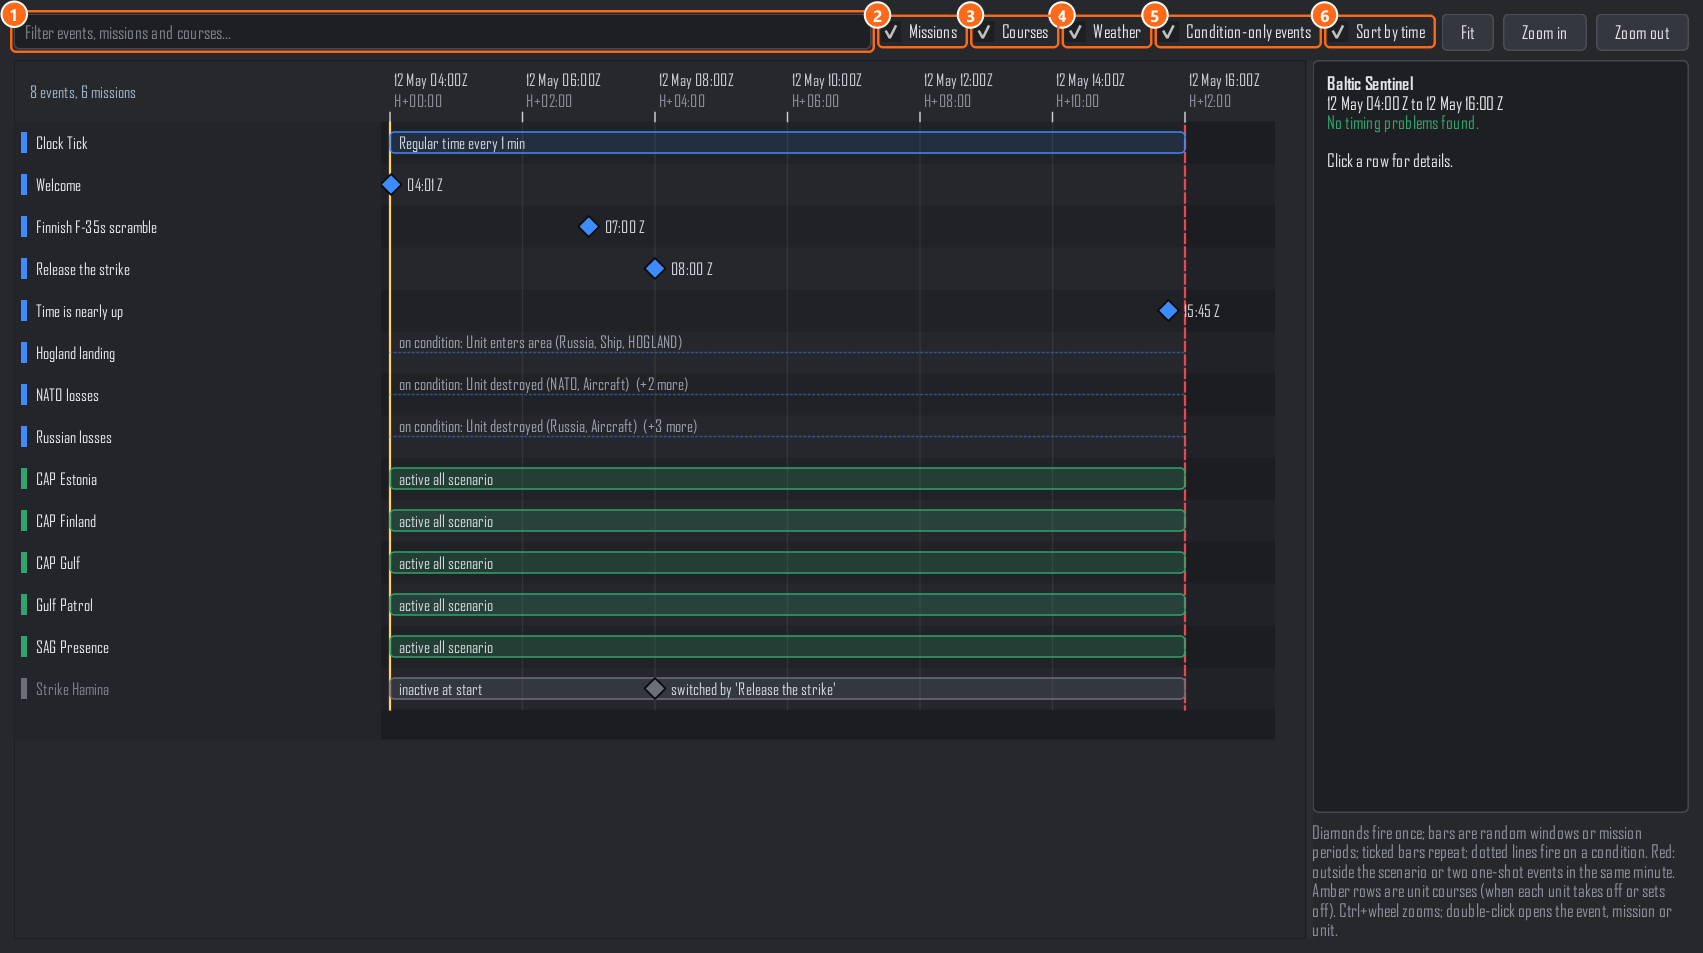 1
Filter events, missions and courses...
2
Missions
3
Courses
4
Weather
5
Condition-only events
6
Sort by time
Fit
Zoom in
Zoom out
8 events, 6 missions
12 May 04:00Z
H+00:00
12 May 06:00Z
H+02:00
12 May 08:00Z
H+04:00
12 May 10:00Z
H+06:00
12 May 12:00Z
H+08:00
12 May 14:00Z
H+10:00
12 May 16:00Z
H+12:00
Clock Tick
Regular time every 1 min
Welcome
04:01 Z
Finnish F-35s scramble
07:00 Z
Release the strike
08:00 Z
Time is nearly up
15:45 Z
Hogland landing
on condition: Unit enters area (Russia, Ship, HOGLAND)
NATO losses
on condition: Unit destroyed (NATO, Aircraft) (+2 more)
Russian losses
on condition: Unit destroyed (Russia, Aircraft) (+3 more)
CAP Estonia
active all scenario
CAP Finland
active all scenario
CAP Gulf
active all scenario
Gulf Patrol
active all scenario
SAG Presence
active all scenario
Strike Hamina
inactive at start
switched by 'Release the strike'
Baltic Sentinel
12 May 04:00 Z to 12 May 16:00 Z
No timing problems found.
Click a row for details.
Diamonds fire once; bars are random windows or mission
periods; ticked bars repeat; dotted lines fire on a condition. Red:
outside the scenario or two one-shot events in the same minute.
Amber rows are unit courses (when each unit takes off or sets
off). Ctrl+wheel zooms; double-click opens the event, mission or
unit.